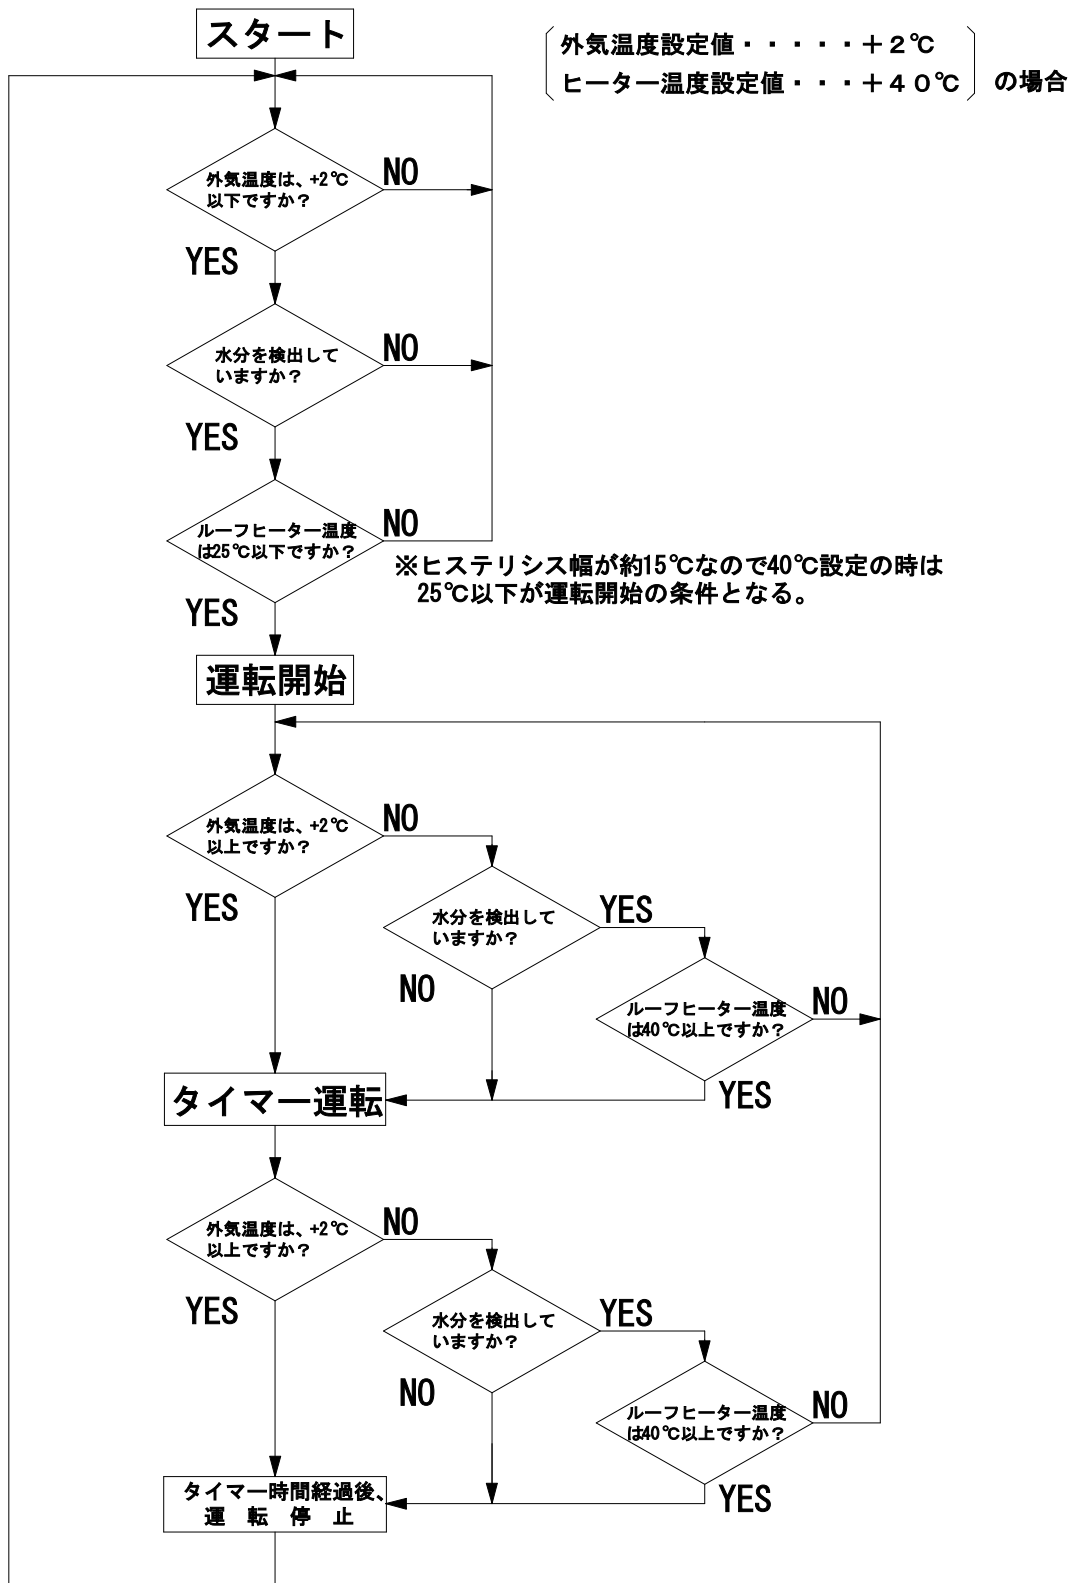 スタート
外気温度設定値・・・・・＋２℃
ヒーター温度設定値・・・＋４０℃
の場合
外気温度は、+2℃
以下ですか？
NO
YES
水分を検出して
いますか？
NO
YES
ルーフヒーター温度
は25℃以下ですか？
NO
YES
※ヒステリシス幅が約15℃なので40℃設定の時は
25℃以下が運転開始の条件となる。
運転開始
外気温度は、+2℃
以上ですか？
NO
YES
水分を検出して
いますか？
YES
NO
ルーフヒーター温度
は40℃以上ですか？
NO
YES
タイマー運転
外気温度は、+2℃
以上ですか？
NO
YES
水分を検出して
いますか？
YES
NO
ルーフヒーター温度
は40℃以上ですか？
NO
YES
タイマー時間経過後、
運　転　停　止